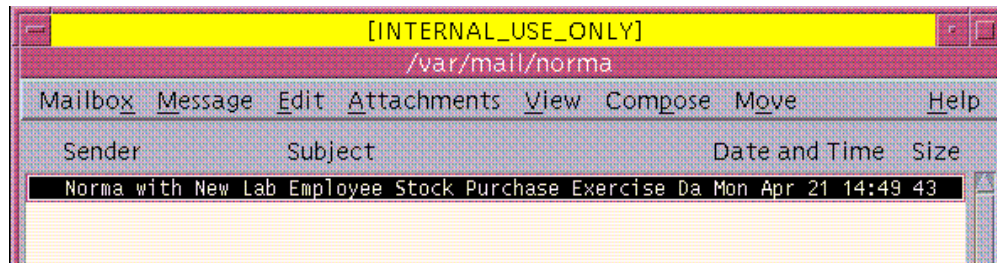 [INTERNAL_USE_ONLY]
/var/mail/norma
Mailbox Message Edit Attachments View Compose Move Help
Sender Subject Date and Time Size
Norma with New Lab Employee Stock Purchase Exercise Da Mon Apr 21 14:49 43